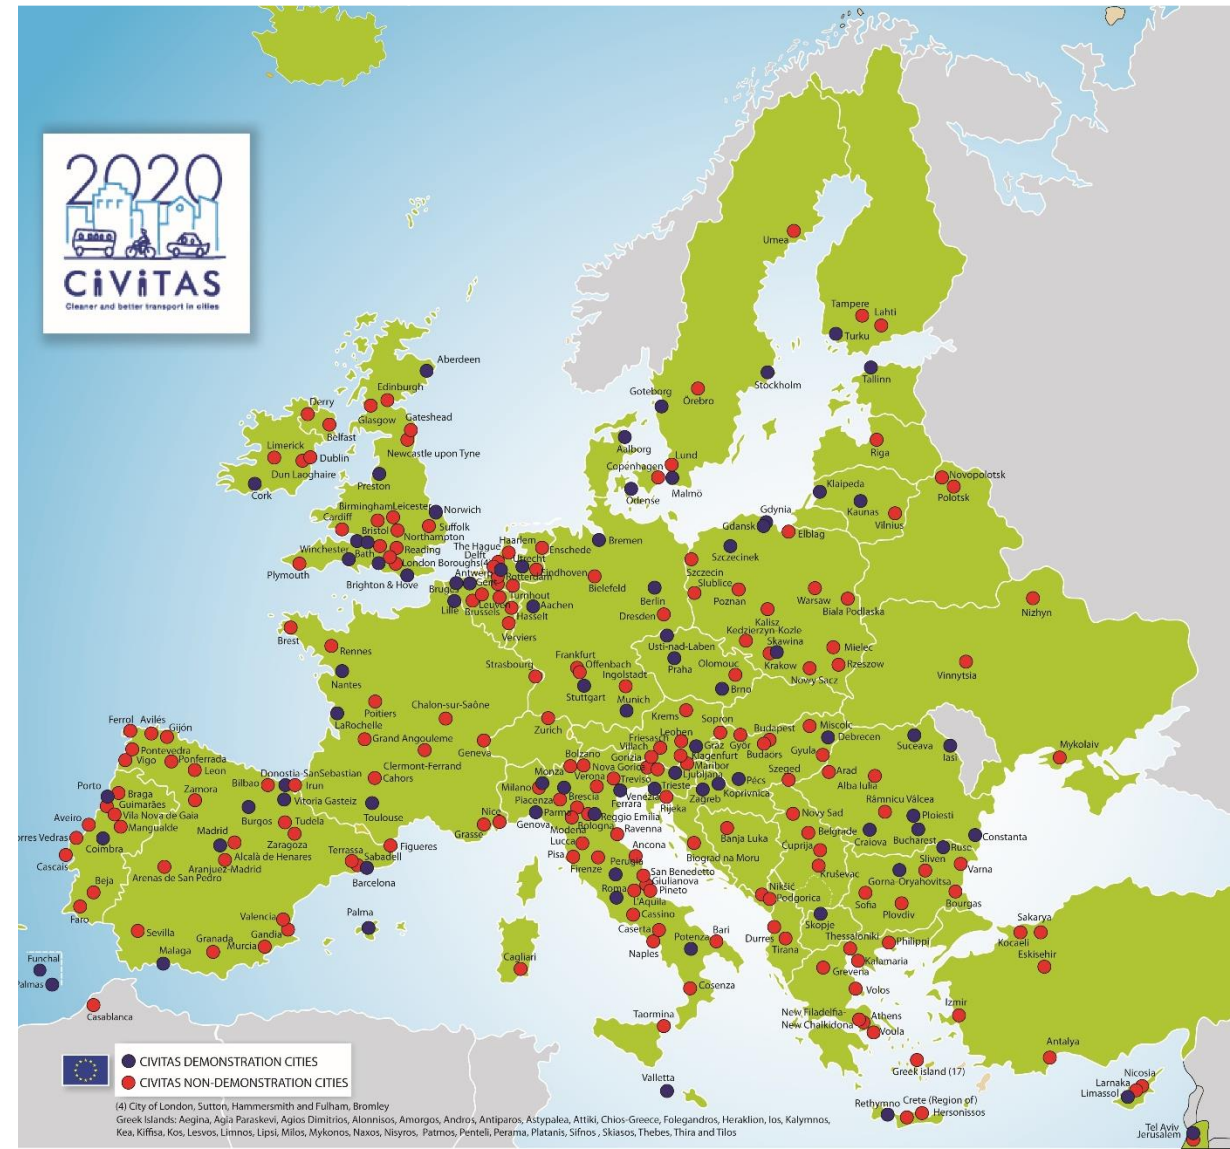 2020
CiViTAS
Cleaner and better transport in cities
Umea
Tampere
Lahti
Turku
Tallinn
Stockholm
Örebro
Goteborg
Aberdeen
Edinburgh
Glasgow
Gateshead
Newcastle upon Tyne
Derry
Belfast
Limerick
Dublin
Dun Laoghaire
Cork
Preston
Aalborg
Lund
Copenhagen
Malmö
Odense
Riga
Novopolotsk
Polotsk
Klaipeda
Kaunas
Vilnius
Gdynia
Gdansk
Elblag
Szczecinek
Norwich
Birmingham
Leicester
Cardiff
Suffolk
Bristol
Northampton
Winchester
Bath
Reading
London Boroughs(4)
Plymouth
Brighton & Hove
The Hague
Haarlem
Delft
Utrecht
Enschede
Bremen
Antwerp
Rotterdam
Eindhoven
Bruges
Gent
Turnhout
Lille
Leuven
Brussels
Hasselt
Aachen
Verviers
Bielefeld
Berlin
Dresden
Szczecin
Slublice
Poznan
Warsaw
Biala Podlaska
Kalisz
Kedzierzyn-Kozle
Skawina
Krakow
Mielec
Rzeszow
Nowy Sacz
Nizhyn
Vinnytsia
Usti-nad-Laben
Praha
Olomouc
Brno
Brest
Rennes
Nantes
LaRochelle
Poitiers
Strasbourg
Frankfurt
Offenbach
Ingolstadt
Stuttgart
Munich
Chalon-sur-Saône
Grand Angouleme
Geneva
Zurich
Clermont-Ferrand
Cahors
Krems
Sopron
Budapest
Miscolc
Debrecen
Friesach
Leoben
Villach
Graz
Györ
Budaörs
Gyula
Suceava
Iasi
Mykolaiv
Ferrol
Avilés
Gijón
Pontevedra
Vigo
Ponferrada
Leon
Bilbao
Donostia-SanSebastian
Irun
Vitoria Gasteiz
Toulouse
Porto
Braga
Guimarães
Vila Nova de Gaia
Zamora
Burgos
Tudela
Zaragoza
Aveiro
Mangualde
Torres Vedras
Coimbra
Cascais
Madrid
Alcalà de Henares
Aranjuez-Madrid
Arenas de San Pedro
Terrassa
Sabadell
Barcelona
Figueres
Beja
Faro
Sevilla
Malaga
Granada
Murcia
Valencia
Gandia
Palma
Funchal
Palmas
Casablanca
Nice
Grasse
Bolzano
Gorizia
Nova Gorica
Klagenfurt
Maribor
Monza
Verona
Treviso
Ljubljana
Milano
Piacenza
Brescia
Venezia
Trieste
Zagreb
Koprivnica
Pécs
Szeged
Arad
Alba Iulia
Genova
Parma
Ferrara
Reggio Emilia
Rijeka
Modena
Bologna
Ravenna
Lucca
Pisa
Firenze
Perugia
Ancona
San Benedetto
Giulianova
Pineto
Roma
L'Aquila
Cassino
Caserta
Naples
Potenza
Bari
Cosenza
Cagliari
Taormina
Valletta
Banja Luka
Biograd na Moru
Novy Sad
Belgrade
Cuprija
Kruševac
Râmnicu Vâlcea
Ploiesti
Craiova
Bucharest
Constanta
Ruse
Sliven
Varna
Gorna-Oryahovitsa
Sofia
Plovdiv
Bourgas
Nikšić
Podgorica
Skopje
Durres
Tirana
Thessaloniki
Philippi
Kalamaria
Grevena
Volos
New Filadelfia-
New Chalkidona
Athens
Voula
Greek island (17)
Rethymno
Crete (Region of)
Hersonissos
Sakarya
Kocaeli
Eskisehir
Izmir
Antalya
Nicosia
Larnaka
Limassol
Tel Aviv
Jerusalem
CIVITAS DEMONSTRATION CITIES
CIVITAS NON-DEMONSTRATION CITIES
(4) City of London, Sutton, Hammersmith and Fulham, Bromley
Greek Islands: Aegina, Agia Paraskevi, Agios Dimitrios, Alonnisos, Amorgos, Andros, Antiparos, Astypalea, Attiki, Chios-Greece, Folegandros, Heraklion, Ios, Kalymnos,
Kea, Kiffisa, Kos, Lesvos, Limnos, Lipsi, Milos, Mykonos, Naxos, Nisyros, Patmos, Penteli, Perama, Platanis, Sifnos , Skiasos, Thebes, Thira and Tilos